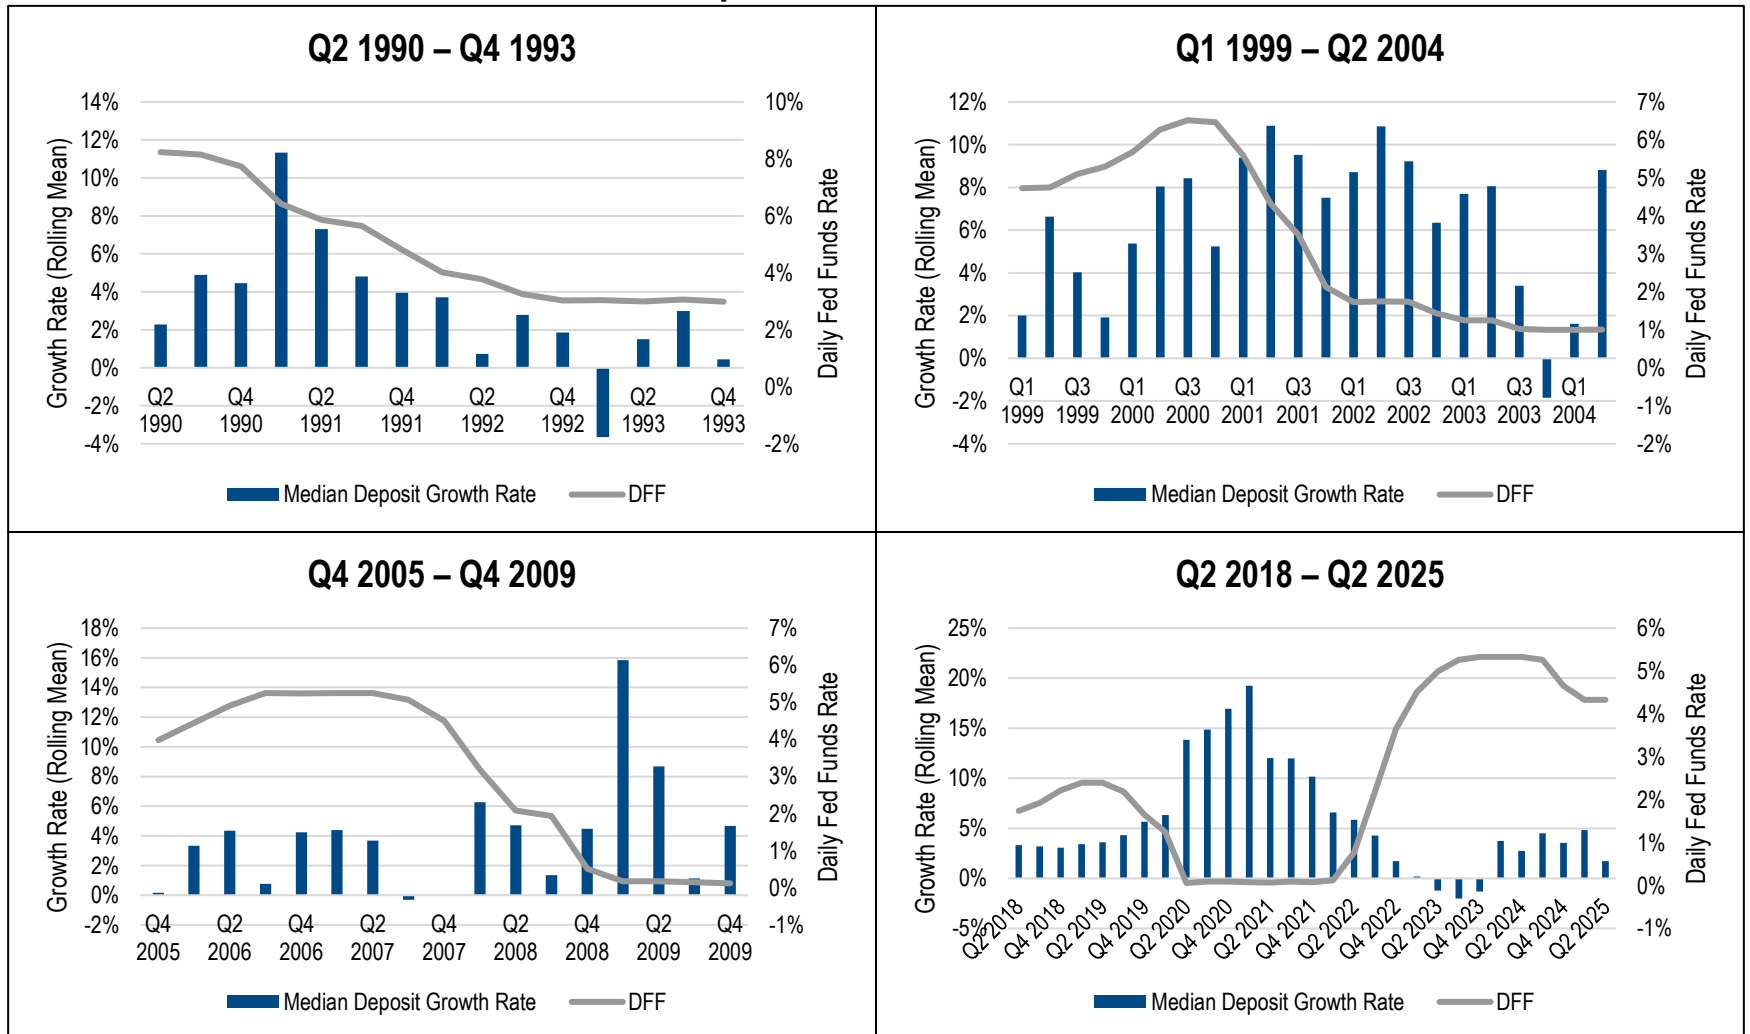 Q2 1990 – Q4 1993
Growth Rate (Rolling Mean)
14%
12%
10%
8%
6%
4%
2%
0%
-2%
-4%
10%
8%
6%
4%
2%
0%
-2%
Daily Fed Funds Rate
Q2 Q4 Q2 Q4 Q2 Q4 Q2 Q4
1990 1990 1991 1991 1992 1992 1993 1993
Median Deposit Growth Rate DFF
Q1 1999 – Q2 2004
Growth Rate (Rolling Mean)
12%
10%
8%
6%
4%
2%
0%
-2%
-4%
7%
6%
5%
4%
3%
2%
1%
0%
-1%
-2%
Daily Fed Funds Rate
Q1 Q3 Q1 Q3 Q1 Q3 Q1 Q3 Q1 Q3 Q1
1999 1999 2000 2000 2001 2001 2002 2002 2003 2003 2004
Median Deposit Growth Rate DFF
Q4 2005 – Q4 2009
Growth Rate (Rolling Mean)
18%
16%
14%
12%
10%
8%
6%
4%
2%
0%
-2%
7%
6%
5%
4%
3%
2%
1%
0%
-1%
Daily Fed Funds Rate
Q4 Q2 Q4 Q2 Q4 Q2 Q4 Q2 Q4
2005 2006 2006 2007 2007 2008 2008 2009 2009
Median Deposit Growth Rate DFF
Q2 2018 – Q2 2025
Growth Rate (Rolling Mean)
25%
20%
15%
10%
5%
0%
-5%
6%
5%
4%
3%
2%
1%
0%
-1%
Daily Fed Funds Rate
Q2 2018
Q4 2018
Q2 2019
Q4 2019
Q2 2020
Q4 2020
Q2 2021
Q4 2021
Q2 2022
Q4 2022
Q2 2023
Q4 2023
Q2 2024
Q4 2024
Q2 2025
Median Deposit Growth Rate DFF